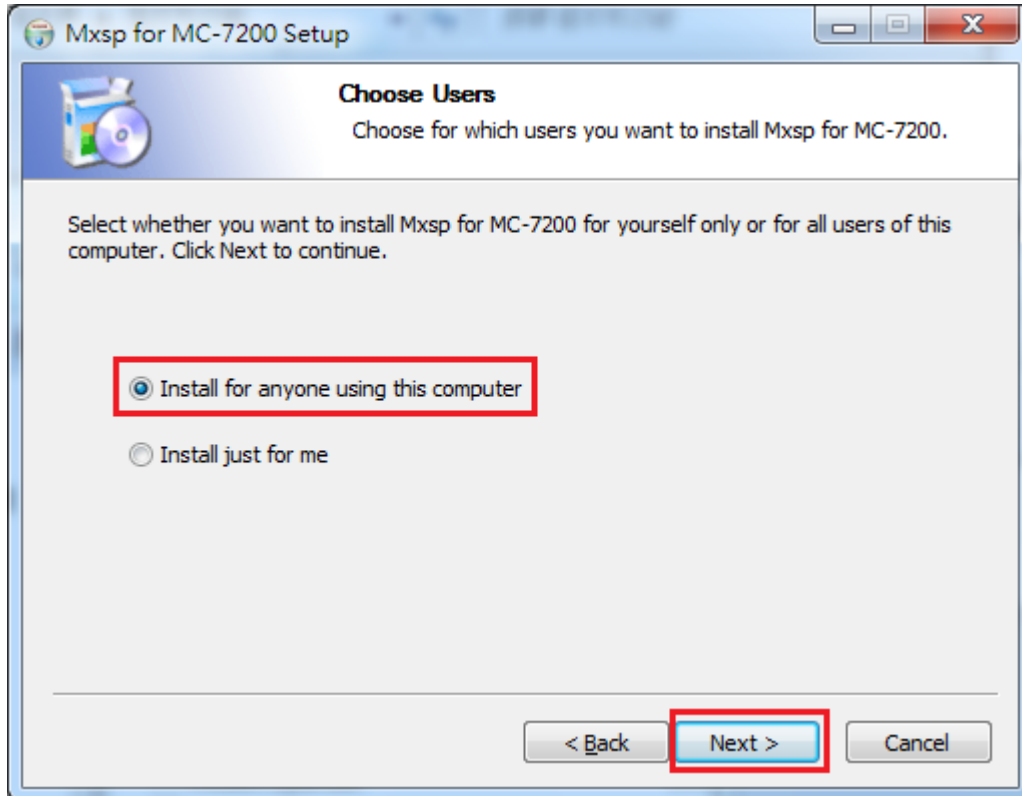 Mxsp for MC-7200 Setup
Choose Users
Choose for which users you want to install Mxsp for MC-7200.
Select whether you want to install Mxsp for MC-7200 for yourself only or for all users of this
computer. Click Next to continue.
Install for anyone using this computer
Install just for me
< Back
Next >
Cancel